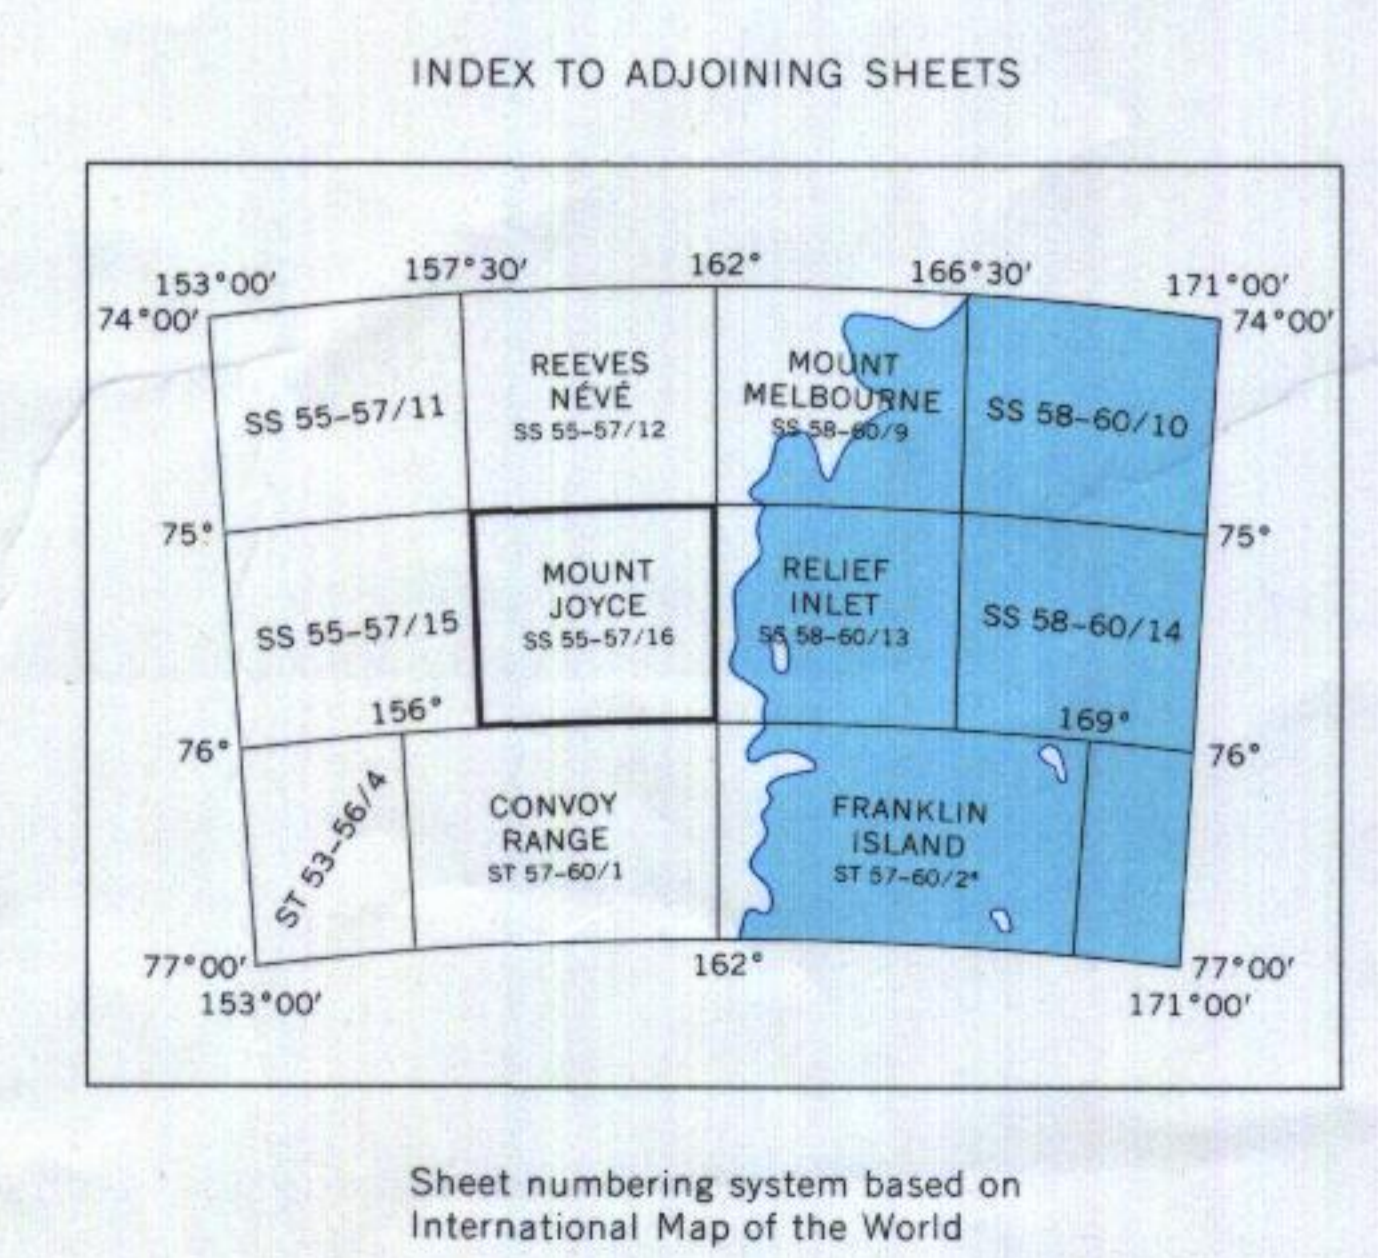 INDEX TO ADJOINING SHEETS
153°00′
157°30′
162°
166°30′
171°00′
74°00′
74°00′
SS 55–57/11
REEVES
NÉVÉ
SS 55–57/12
MOUNT
MELBOURNE
SS 58–60/9
SS 58–60/10
75°
75°
SS 55–57/15
MOUNT
JOYCE
SS 55–57/16
RELIEF
INLET
SS 58–60/13
SS 58–60/14
156°
169°
76°
76°
ST 53–56/4
CONVOY
RANGE
ST 57–60/1
FRANKLIN
ISLAND
ST 57–60/2*
77°00′
153°00′
162°
77°00′
171°00′
Sheet numbering system based on
International Map of the World